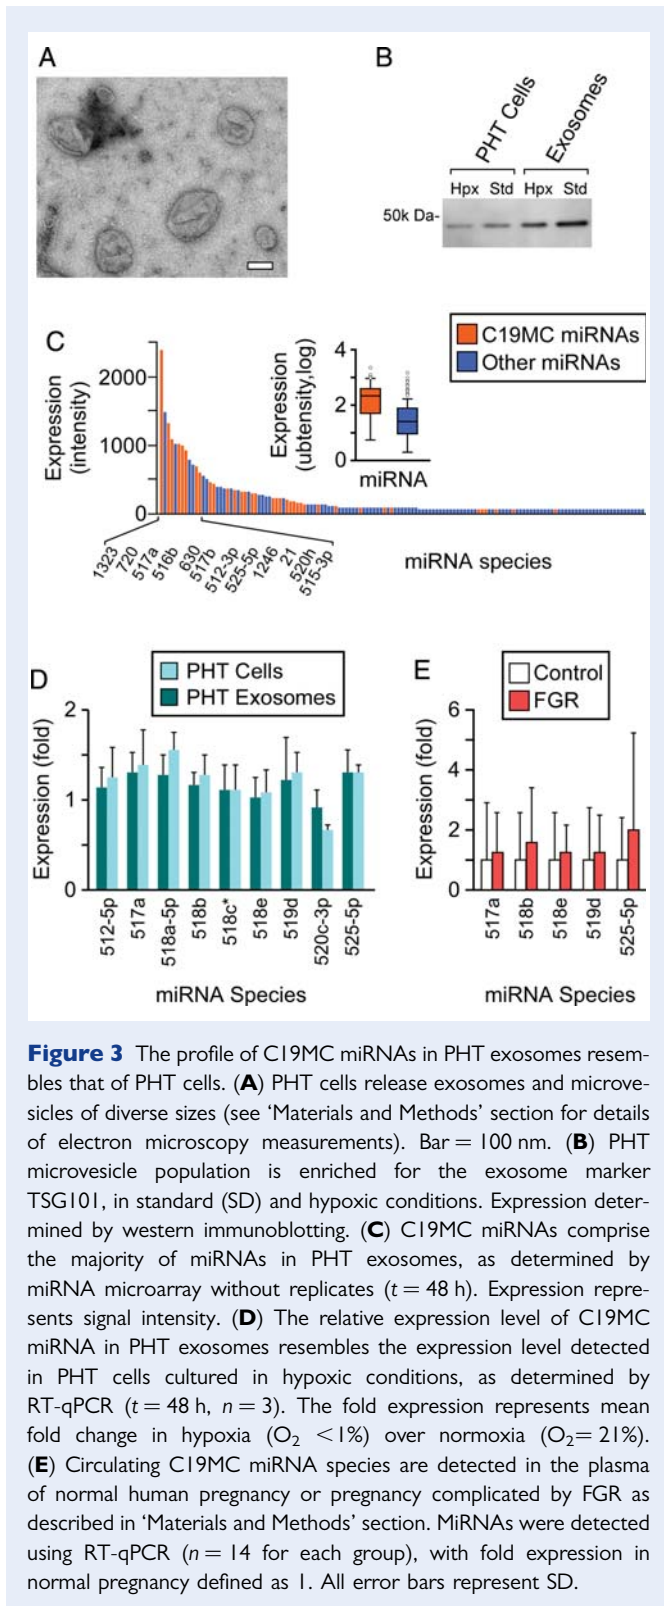 A
B
PHT Cells
Exosomes
Hpx Std Hpx Std
50k Da-
C
C19MC miRNAs
Other miRNAs
Expression
(intensity)
2000
1000
0
Expression
(ubtensity,log)
4
2
0
miRNA
1323
720
517a
516b
630
517b
512-3p
525-5p
1246
21
520h
515-3p
miRNA species
D
PHT Cells
PHT Exosomes
Expression (fold)
2
1
0
512-5p
517a
518a-5p
518b
518c*
518e
519d
520c-3p
525-5p
miRNA Species
E
Control
FGR
Expression (fold)
6
4
2
0
517a
518b
518e
519d
525-5p
miRNA Species
Figure 3 The profile of C19MC miRNAs in PHT exosomes resem-
bles that of PHT cells. (A) PHT cells release exosomes and microve-
sicles of diverse sizes (see ‘Materials and Methods’ section for details
of electron microscopy measurements). Bar = 100 nm. (B) PHT
microvesicle population is enriched for the exosome marker
TSG101, in standard (SD) and hypoxic conditions. Expression deter-
mined by western immunoblotting. (C) C19MC miRNAs comprise
the majority of miRNAs in PHT exosomes, as determined by
miRNA microarray without replicates (t = 48 h). Expression repre-
sents signal intensity. (D) The relative expression level of C19MC
miRNA in PHT exosomes resembles the expression level detected
in PHT cells cultured in hypoxic conditions, as determined by
RT-qPCR (t = 48 h, n = 3). The fold expression represents mean
fold change in hypoxia (O2 <1%) over normoxia (O2= 21%).
(E) Circulating C19MC miRNA species are detected in the plasma
of normal human pregnancy or pregnancy complicated by FGR as
described in ‘Materials and Methods’ section. MiRNAs were detected
using RT-qPCR (n = 14 for each group), with fold expression in
normal pregnancy defined as 1. All error bars represent SD.